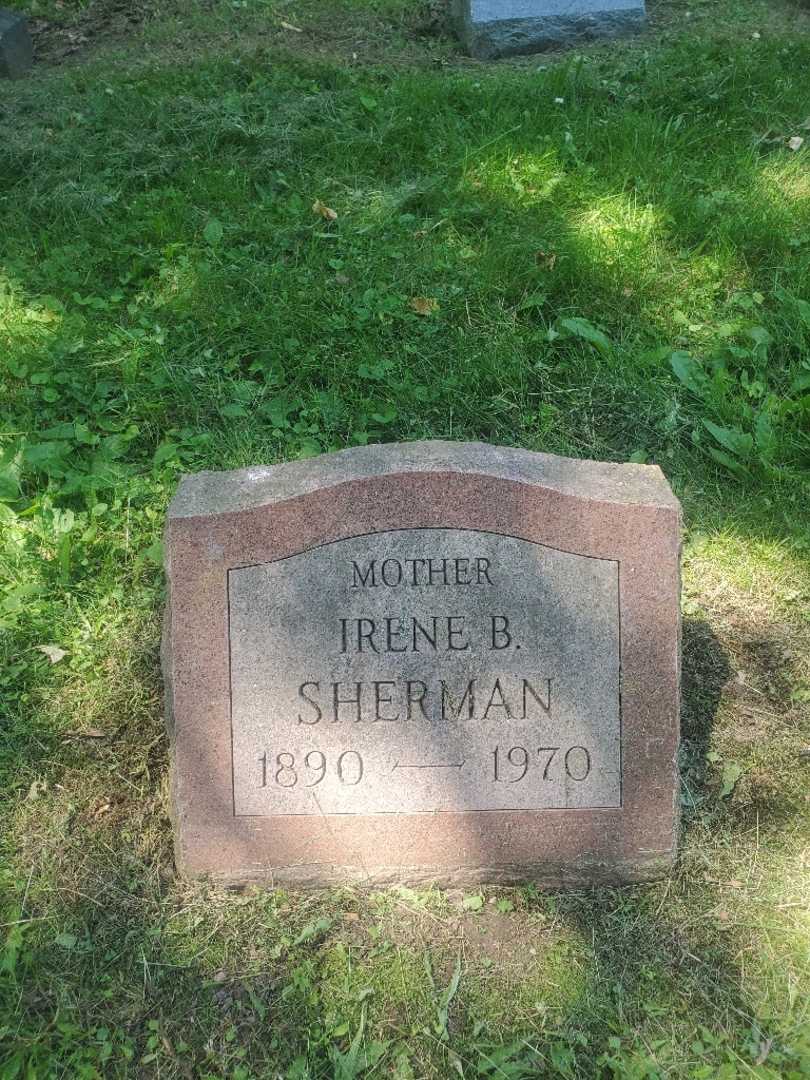 MOTHER
IRENE B.
SHERMAN
1890 — 1970